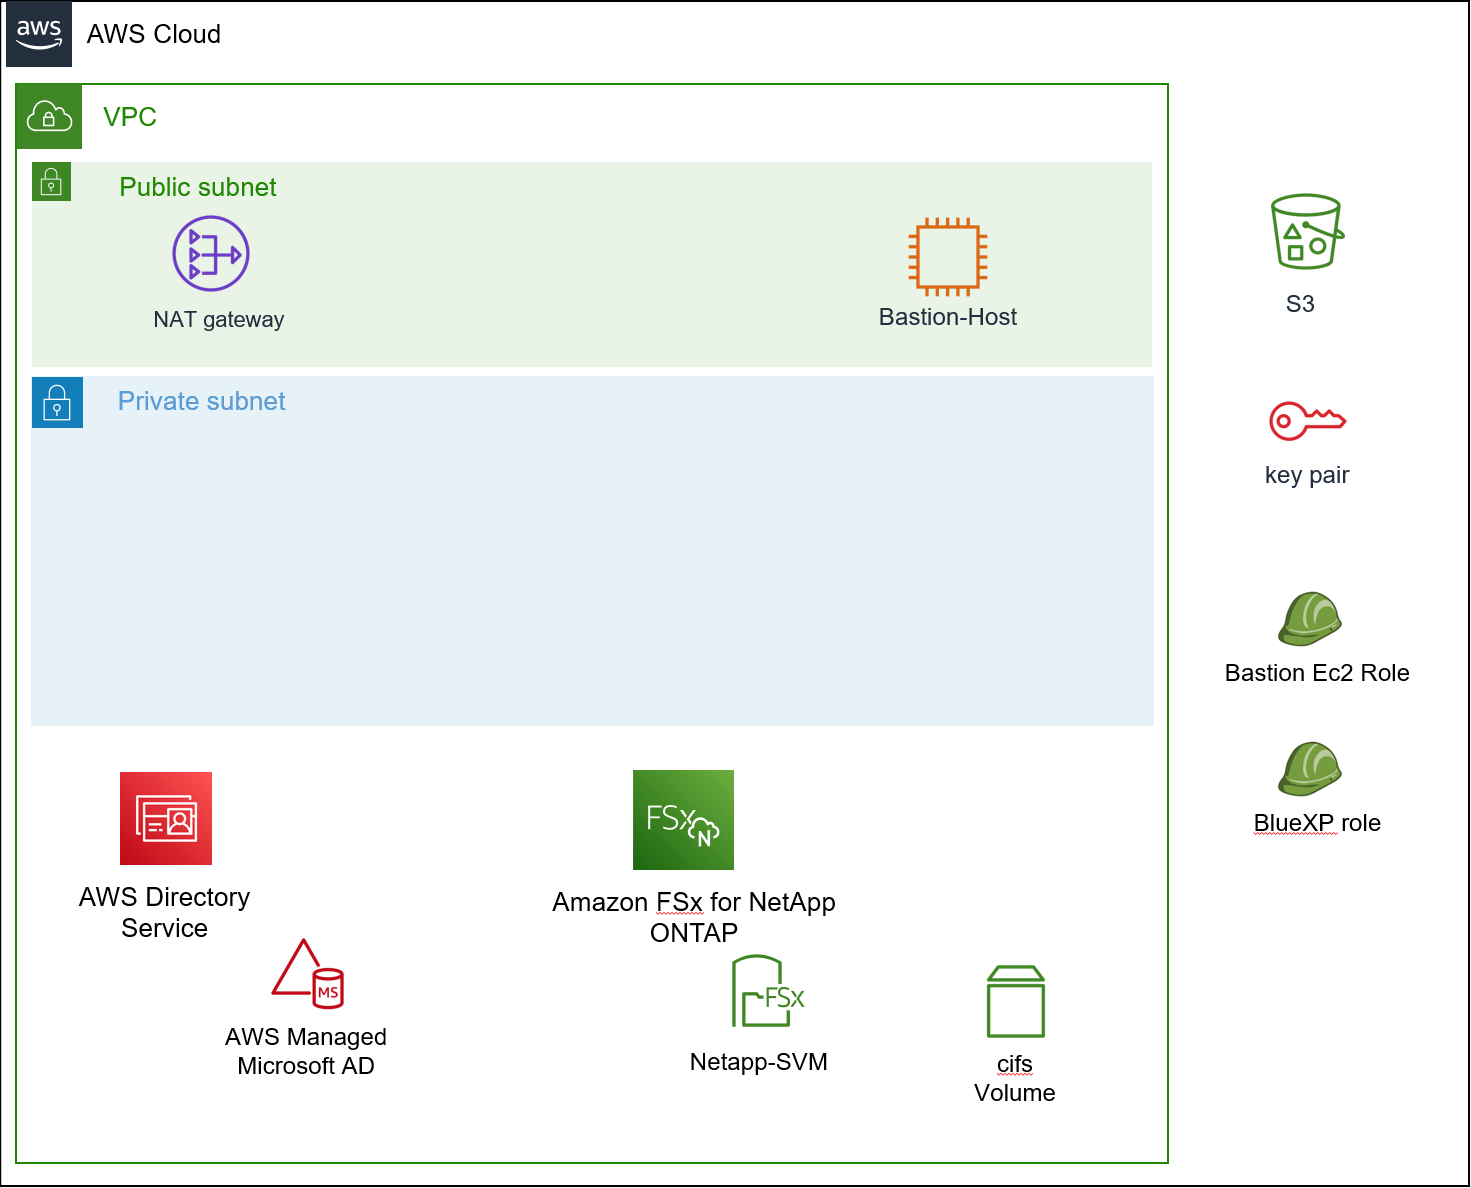 aws
AWS Cloud
VPC
Public subnet
NAT gateway
Bastion-Host
S3
Private subnet
key pair
Bastion Ec2 Role
BlueXP role
FSx
N
AWS Directory
Service
Amazon FSx for NetApp
ONTAP
MS
FSx
AWS Managed
Microsoft AD
Netapp-SVM
cifs
Volume